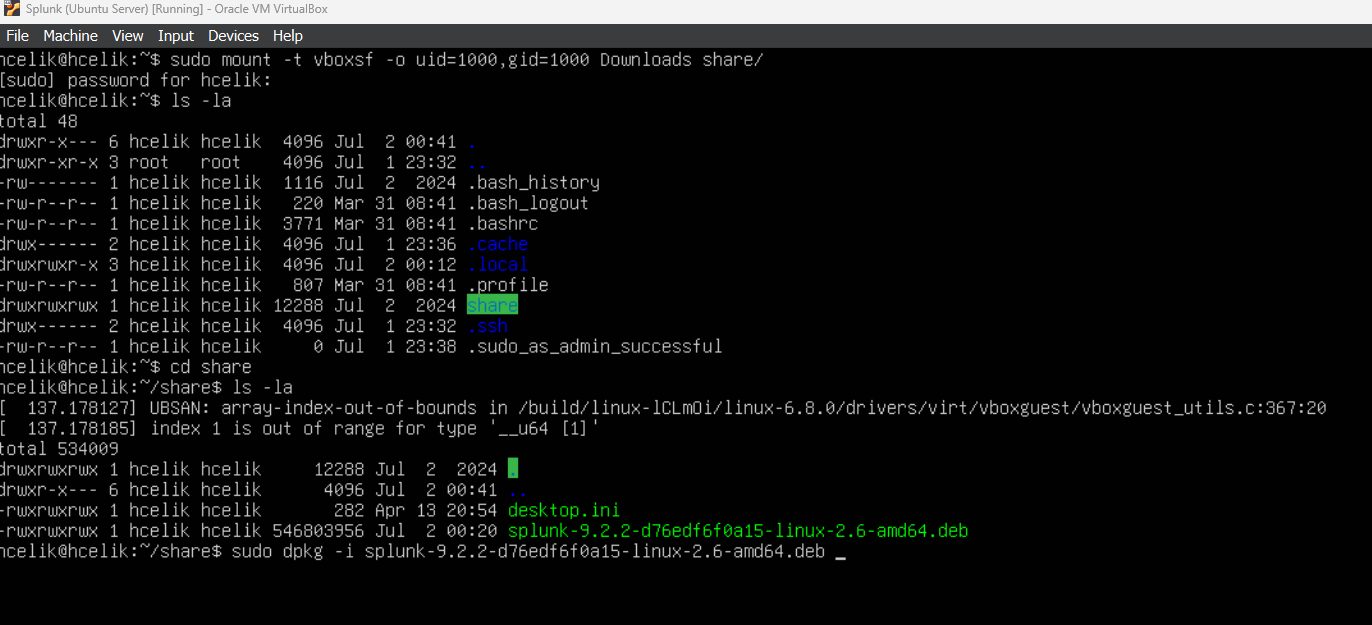 Splunk (Ubuntu Server) [Running] - Oracle VM VirtualBox
File Machine View Input Devices Help
hcelik@hcelik:~$ sudo mount -t vboxsf -o uid=1000,gid=1000 Downloads share/
[sudo] password for hcelik:
hcelik@hcelik:~$ ls -la
total 48
drwxr-x--- 6 hcelik hcelik  4096 Jul  2 00:41 .
drwxr-xr-x 3 root   root    4096 Jul  1 23:32 ..
-rw------- 1 hcelik hcelik  1116 Jul  2  2024 .bash_history
-rw-r--r-- 1 hcelik hcelik   220 Mar 31 08:41 .bash_logout
-rw-r--r-- 1 hcelik hcelik  3771 Mar 31 08:41 .bashrc
drwx------ 2 hcelik hcelik  4096 Jul  1 23:36 .cache
drwxrwxr-x 3 hcelik hcelik  4096 Jul  2 00:12 .local
-rw-r--r-- 1 hcelik hcelik   807 Mar 31 08:41 .profile
drwxrwxrwx 1 hcelik hcelik 12288 Jul  2  2024 share
drwx------ 2 hcelik hcelik  4096 Jul  1 23:32 .ssh
-rw-r--r-- 1 hcelik hcelik     0 Jul  1 23:38 .sudo_as_admin_successful
hcelik@hcelik:~$ cd share
hcelik@hcelik:~/share$ ls -la
[  137.178127] UBSAN: array-index-out-of-bounds in /build/linux-lCLmOi/linux-6.8.0/drivers/virt/vboxguest/vboxguest_utils.c:367:20
[  137.178185] index 1 is out of range for type '__u64 [1]'
total 534009
drwxrwxrwx 1 hcelik hcelik     12288 Jul  2  2024 .
drwxr-x--- 6 hcelik hcelik      4096 Jul  2 00:41 ..
-rwxrwxrwx 1 hcelik hcelik       282 Apr 13 20:54 desktop.ini
-rwxrwxrwx 1 hcelik hcelik 546803956 Jul  2 00:20 splunk-9.2.2-d76edf6f0a15-linux-2.6-amd64.deb
hcelik@hcelik:~/share$ sudo dpkg -i splunk-9.2.2-d76edf6f0a15-linux-2.6-amd64.deb _